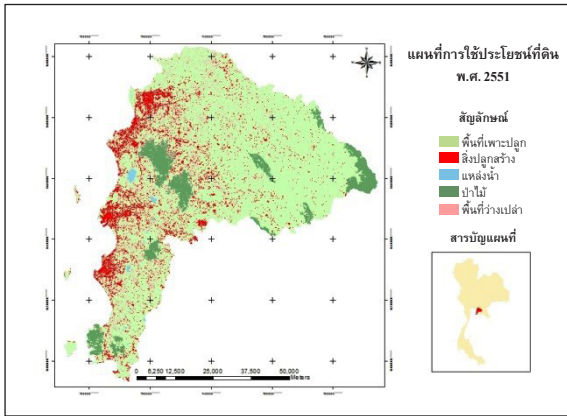 แผนที่การใช้ประโยชน์ที่ดิน
พ.ศ. 2551
สัญลักษณ์
พื้นที่เพาะปลูก
สิ่งปลูกสร้าง
แหล่งน้ำ
ป่าไม้
พื้นที่ว่างเปล่า
สารบัญแผนที่
0 6,250 12,500 25,000 37,500 50,000
Meters